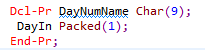 Dcl-Pr DayNumName Char(9);
DayIn Packed(1);
End-Pr;